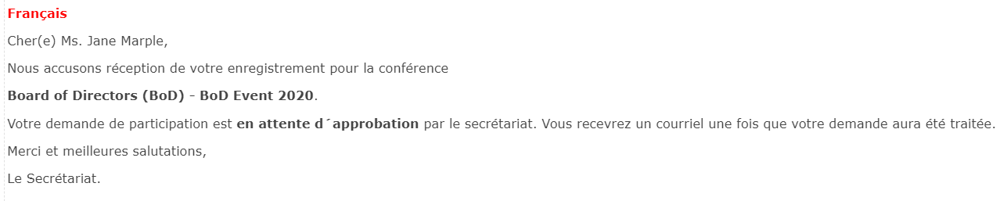 Français
Cher(e) Ms. Jane Marple,
Nous accusons réception de votre enregistrement pour la conférence
Board of Directors (BoD) - BoD Event 2020.
Votre demande de participation est en attente d´approbation par le secrétariat. Vous recevrez un courriel une fois que votre demande aura été traitée.
Merci et meilleures salutations,
Le Secrétariat.